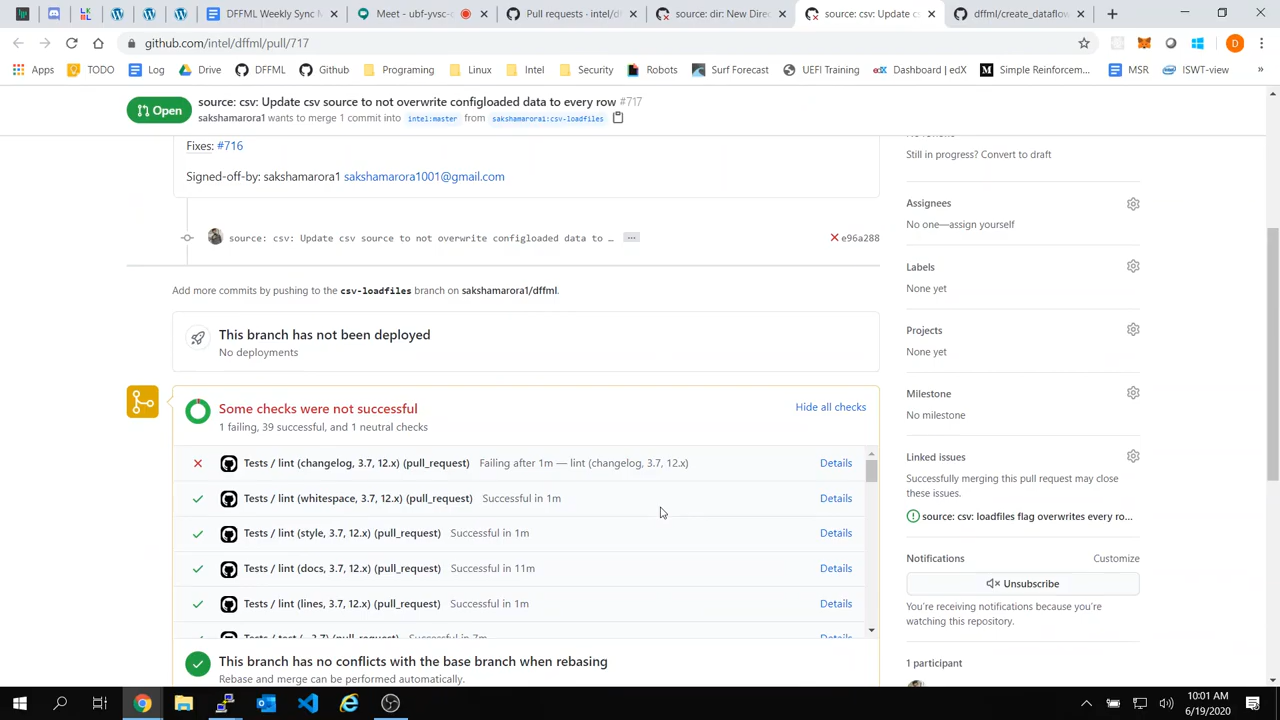 DFFML Weekly Sync M
Meet - ubf-yvsc-c
Pull requests · intel/df
source: dir: New Direc
source: csv: Update cs
dffml/create_dataflow
github.com/intel/dffml/pull/717
D
Apps
TODO
Log
Drive
DFFML
Github
Programing
Linux
Intel
Security
Robots
Surf Forecast
UEFI Training
Dashboard | edX
Simple Reinforcem...
MSR
ISWT-view
»
Open
source: csv: Update csv source to not overwrite configloaded data to every row #717
sakshamarora1 wants to merge 1 commit into intel:master from sakshamarora1:csv-loadfiles
Fixes: #716
Signed-off-by: sakshamarora1 sakshamarora1001@gmail.com
source: csv: Update csv source to not overwrite configloaded data to … ...
e96a288
Add more commits by pushing to the csv-loadfiles branch on sakshamarora1/dffml.
This branch has not been deployed
No deployments
Some checks were not successful
1 failing, 39 successful, and 1 neutral checks
Hide all checks
Tests / lint (changelog, 3.7, 12.x) (pull_request) Failing after 1m — lint (changelog, 3.7, 12.x) Details
Tests / lint (whitespace, 3.7, 12.x) (pull_request) Successful in 1m Details
Tests / lint (style, 3.7, 12.x) (pull_request) Successful in 1m Details
Tests / lint (docs, 3.7, 12.x) (pull_request) Successful in 11m Details
Tests / lint (lines, 3.7, 12.x) (pull_request) Successful in 1m Details
Tests / test (., 3.7) (pull_request) Successful in 7m Details
This branch has no conflicts with the base branch when rebasing
Rebase and merge can be performed automatically.
Still in progress? Convert to draft
Assignees
No one—assign yourself
Labels
None yet
Projects
None yet
Milestone
No milestone
Linked issues
Successfully merging this pull request may close
these issues.
source: csv: loadfiles flag overwrites every ro...
Notifications
Customize
Unsubscribe
You're receiving notifications because you're
watching this repository.
1 participant
10:01 AM
6/19/2020